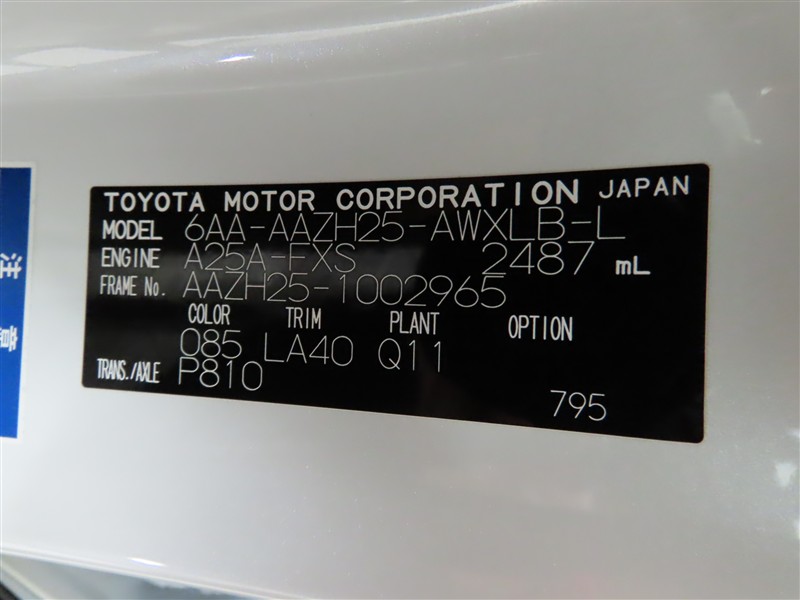 TOYOTA MOTOR CORPORATION JAPAN
MODEL 6AA-AAZH25-AWXLB-L
ENGINE A25A-FXS 2487 mL
FRAME No. AAZH25-1002965
COLOR TRIM PLANT OPTION
085 LA40 Q11
TRANS./AXLE P810
795